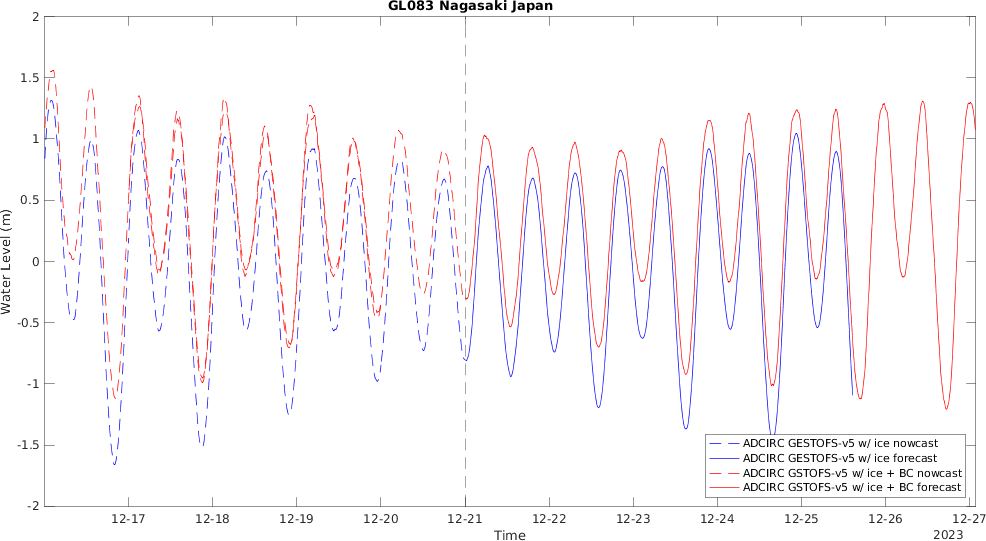 GL083 Nagasaki Japan
2
1.5
1
0.5
0
-0.5
-1
-1.5
-2
Water Level (m)
ADCIRC GESTOFS-v5 w/ ice nowcast
ADCIRC GESTOFS-v5 w/ ice forecast
ADCIRC GSTOFS-v5 w/ ice + BC nowcast
ADCIRC GSTOFS-v5 w/ ice + BC forecast
12-17 12-18 12-19 12-20 12-21 12-22 12-23 12-24 12-25 12-26 12-27
Time
2023